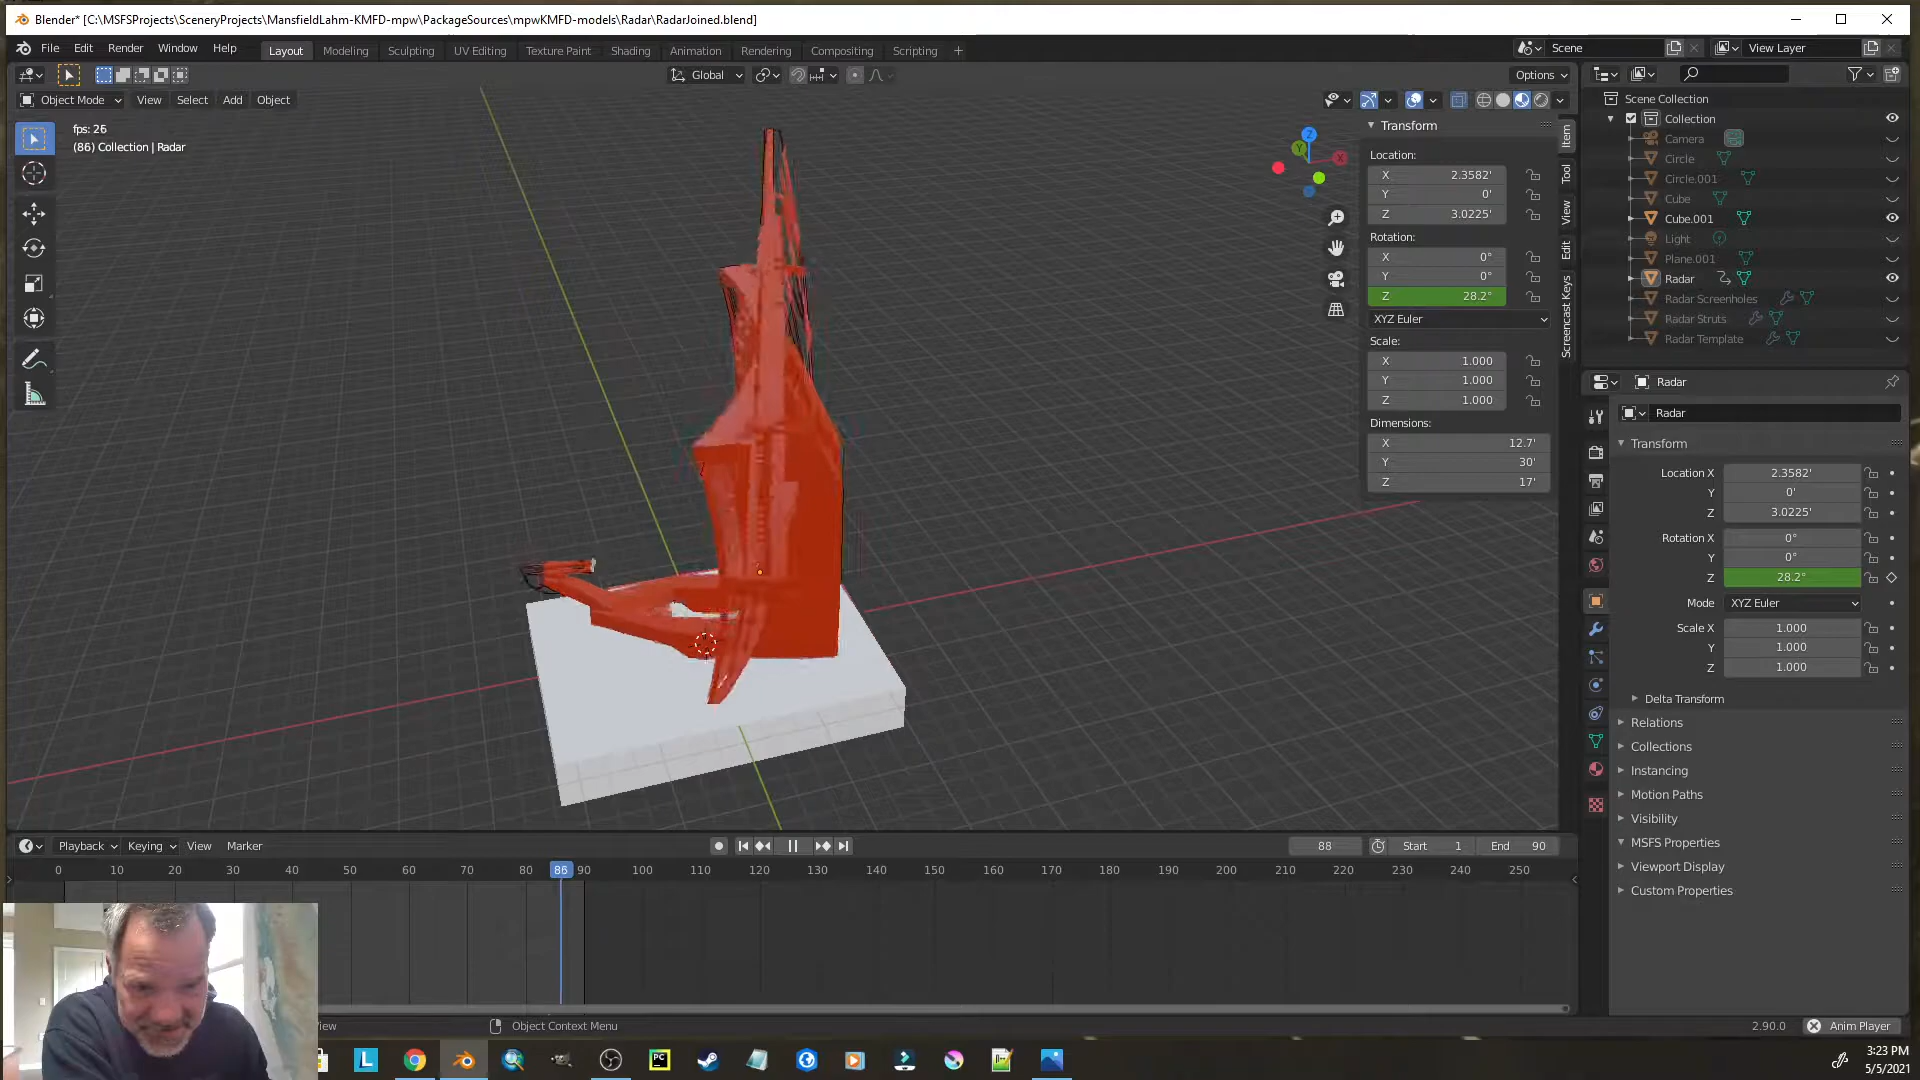 Blender* [C:\MSFSProjects\SceneryProjects\MansfieldLahm-KMFD-mpw\PackageSources\mpwKMFD-models\Radar\RadarJoined.blend]
File Edit Render Window Help
Layout Modeling Sculpting UV Editing Texture Paint Shading Animation Rendering Compositing Scripting +
Scene
View Layer
Global
Options
Object Mode View Select Add Object
fps: 26
(86) Collection | Radar
Z
Y
X
Transform
Location:
X 2.3582'
Y 0'
Z 3.0225'
Rotation:
X 0°
Y 0°
Z 28.2°
XYZ Euler
Scale:
X 1.000
Y 1.000
Z 1.000
Dimensions:
X 12.7'
Y 30'
Z 17'
Item
Tool
View
Edit
Screencast Keys
Scene Collection
Collection
Camera
Circle
Circle.001
Cube
Cube.001
Light
Plane.001
Radar
Radar Screenholes
Radar Struts
Radar Template
Radar
Radar
Transform
Location X 2.3582'
Y 0'
Z 3.0225'
Rotation X 0°
Y 0°
Z 28.2°
Mode XYZ Euler
Scale X 1.000
Y 1.000
Z 1.000
Delta Transform
Relations
Collections
Instancing
Motion Paths
Visibility
MSFS Properties
Viewport Display
Custom Properties
Playback Keying View Marker
88 Start 1 End 90
0 10 20 30 40 50 60 70 80 86 90 100 110 120 130 140 150 160 170 180 190 200 210 220 230 240 250
Object Context Menu
2.90.0 Anim Player
L
PC
3:23 PM
5/5/2021